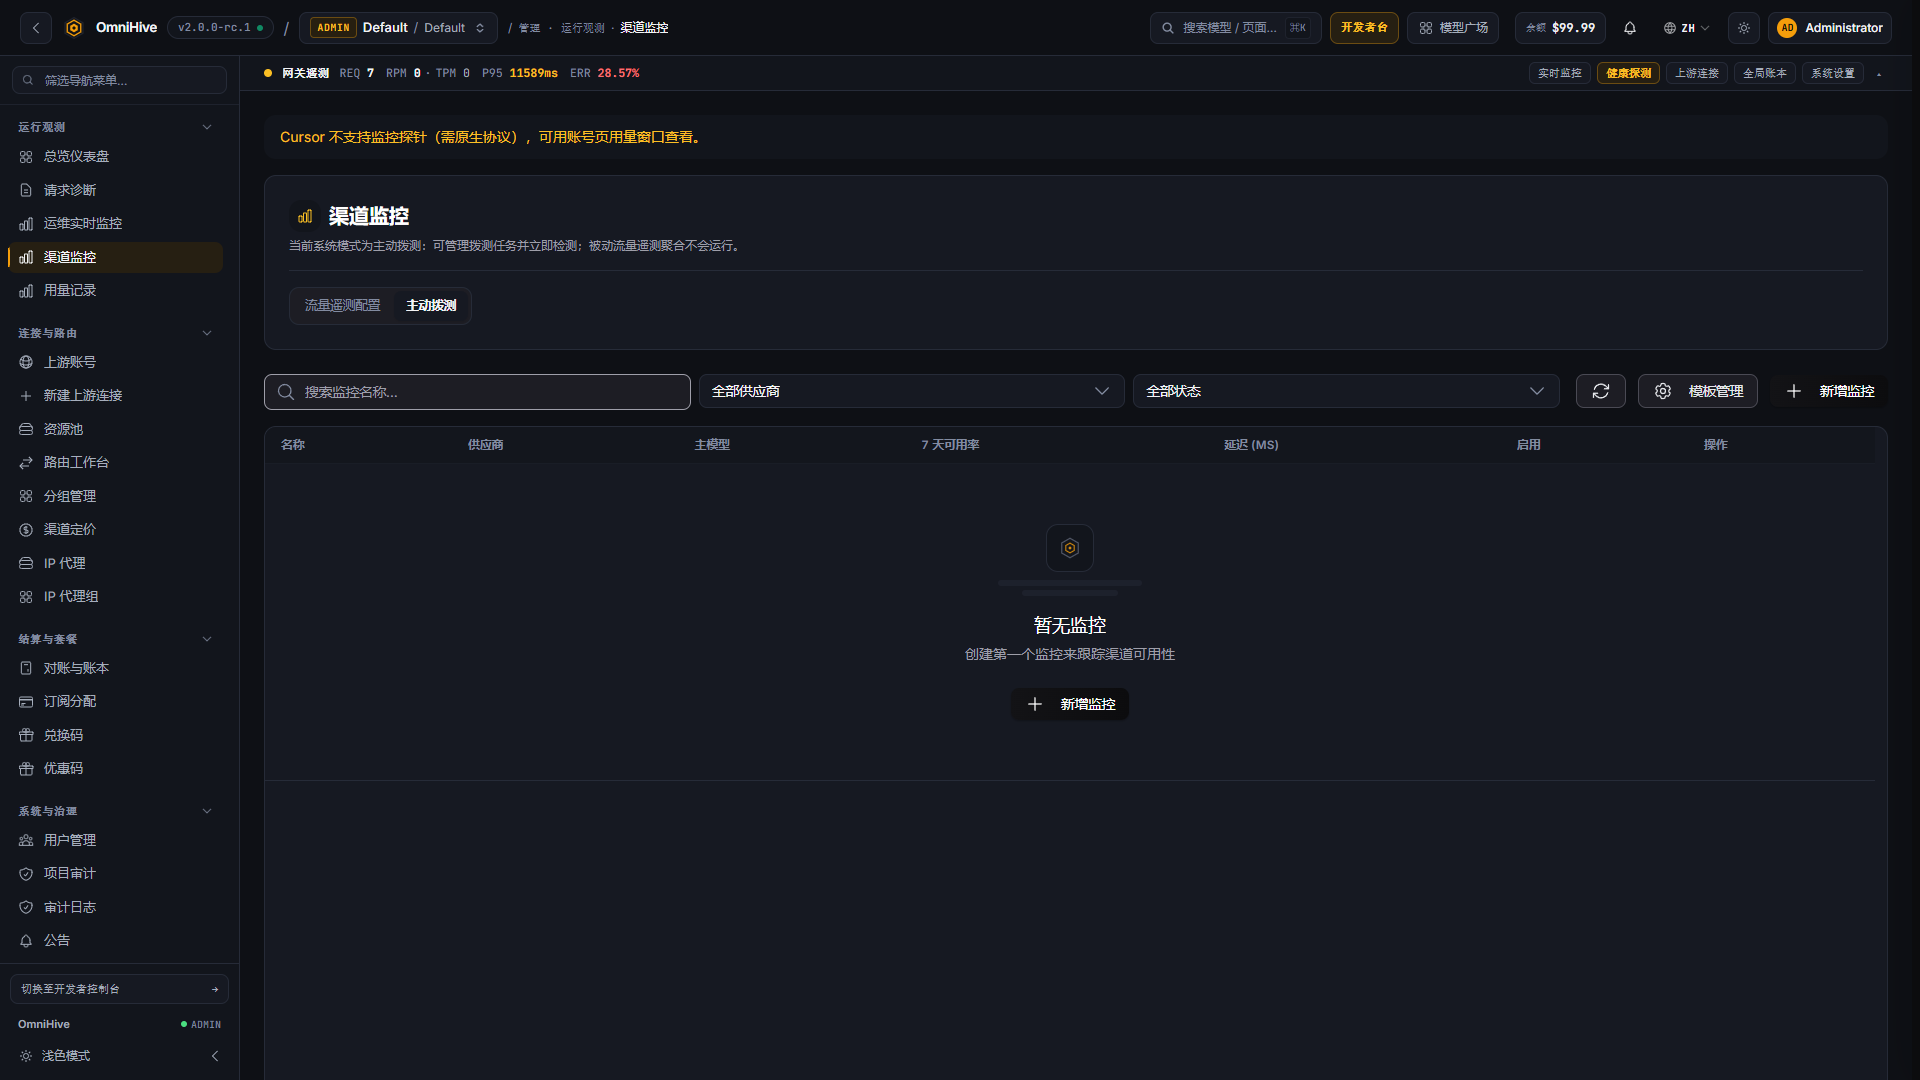 OmniHive
v2.0.0-rc.1
/
ADMIN Default / Default
/ 管理 · 运行观测 · 渠道监控
搜索模型 / 页面... ⌘K
开发者台
模型广场
余额 $99.99
ZH
AD Administrator
筛选导航菜单...
网关遥测 REQ 7 RPM 0 · TPM 0 P95 11589ms ERR 28.57%
实时监控
健康探测
上游连接
全局账本
系统设置
运行观测
总览仪表盘
请求诊断
运维实时监控
渠道监控
用量记录
连接与路由
上游账号
新建上游连接
资源池
路由工作台
分组管理
渠道定价
IP 代理
IP 代理组
结算与套餐
对账与账本
订阅分配
兑换码
优惠码
系统与治理
用户管理
项目审计
审计日志
公告
切换至开发者控制台 →
OmniHive
ADMIN
浅色模式
Cursor 不支持监控探针（需原生协议），可用账号页用量窗口查看。
渠道监控
当前系统模式为主动拨测：可管理拨测任务并立即检测；被动流量遥测聚合不会运行。
流量遥测配置
主动拨测
搜索监控名称...
全部供应商
全部状态
模板管理
新增监控
名称
供应商
主模型
7 天可用率
延迟 (MS)
启用
操作
暂无监控
创建第一个监控来跟踪渠道可用性
新增监控